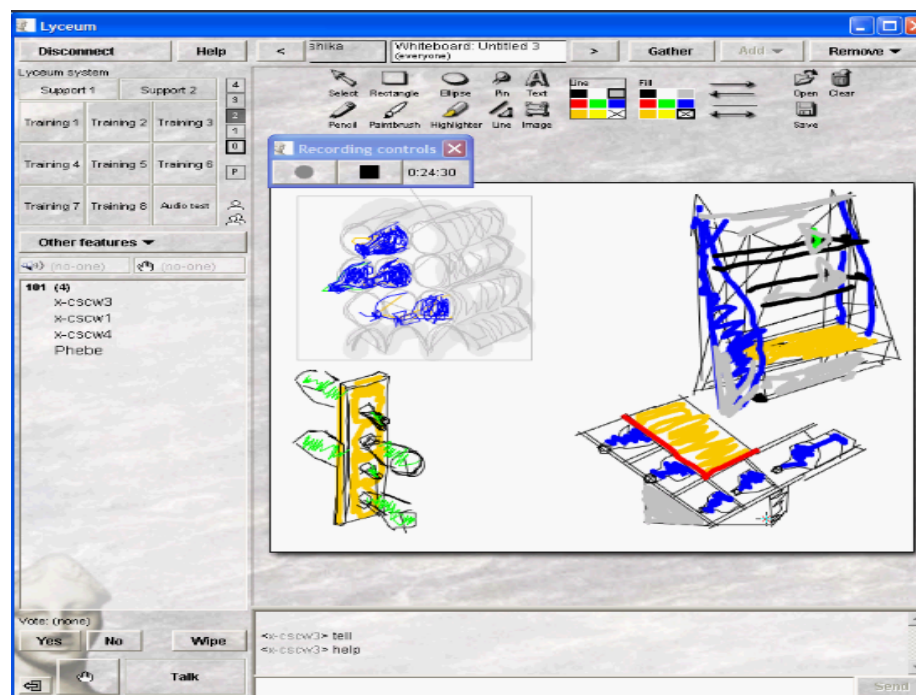 Lyceum
Disconnect Help < shika Whiteboard: Untitled 3 > Gather Add Remove
(everyone)
Lyceum system
Support 1 Support 2
Training 1 Training 2 Training 3
Training 4 Training 5 Training 6
Training 7 Training 8 Audio test
4
3
2
1
0
P
Select Rectangle Ellipse Pin Text
Pencil Paintbrush Highlighter Line Image
Line Fill
Open Clear
Save
Recording controls
0:24:30
Other features
(no-one) (no-one)
101 (4)
x-cscw3
x-cscw1
x-cscw4
Phebe
Vote: (none)
Yes No Wipe
Talk
<x-cscw3> tell
<x-cscw3> help
Send